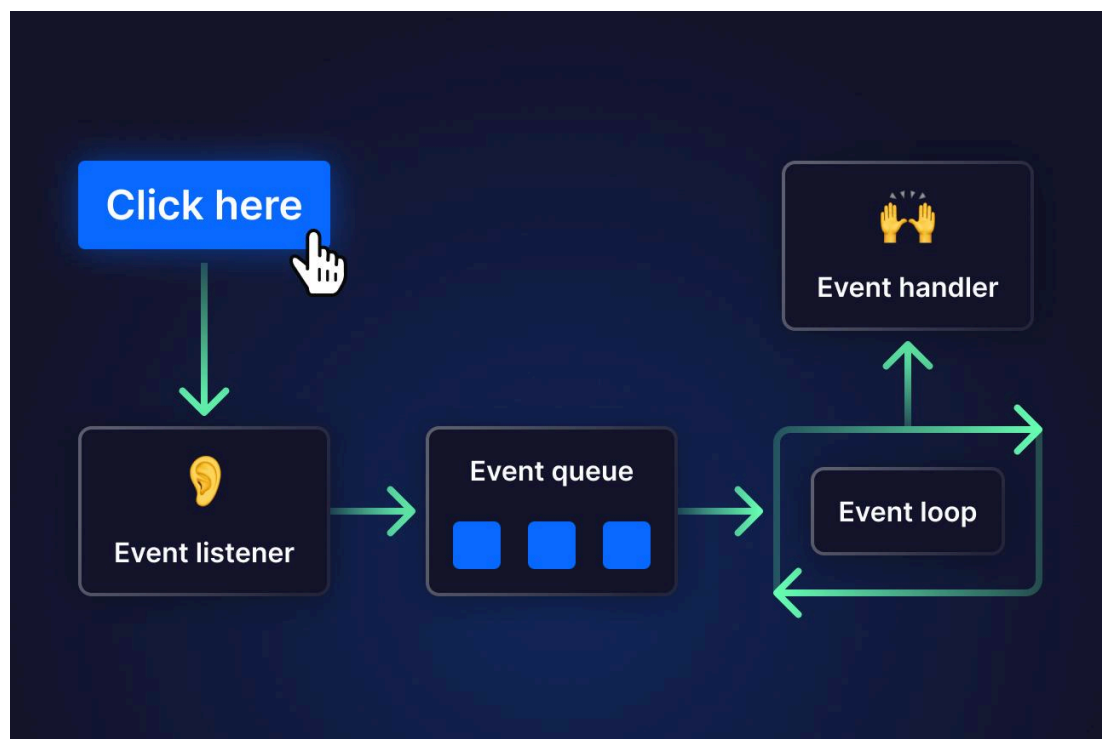 Click here
Event handler
Event listener
Event queue
Event loop